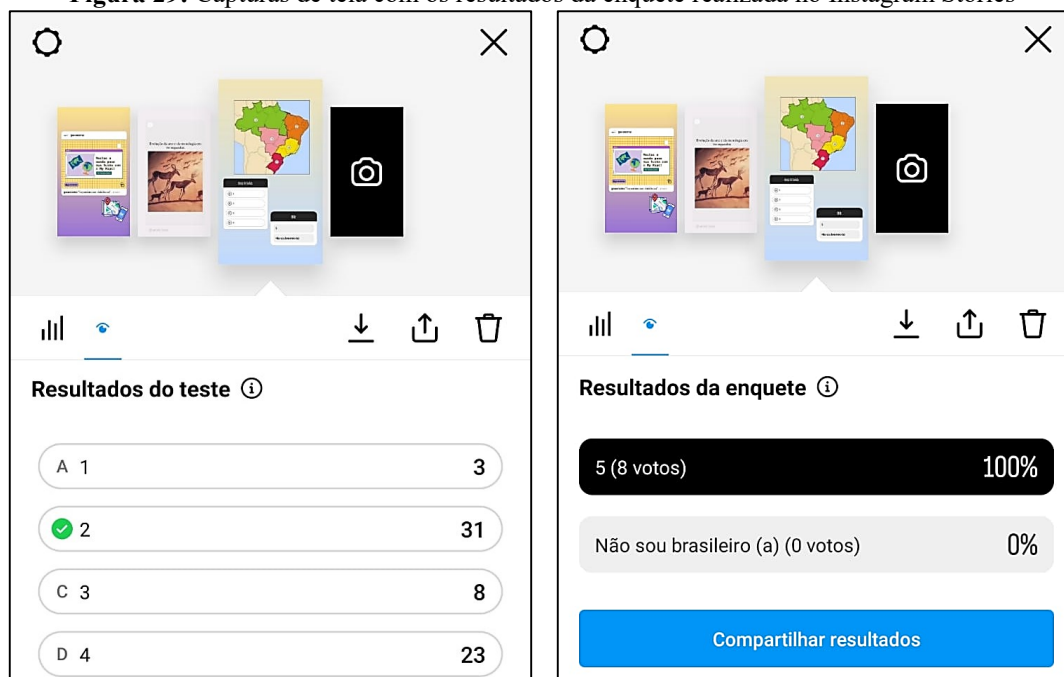 Figura 29: Capturas de tela com os resultados da enquete realizada no Instagram Stories
Resultados do teste
A 1 3
2 31
C 3 8
D 4 23
Resultados da enquete
5 (8 votos) 100%
Não sou brasileiro (a) (0 votos) 0%
Compartilhar resultados